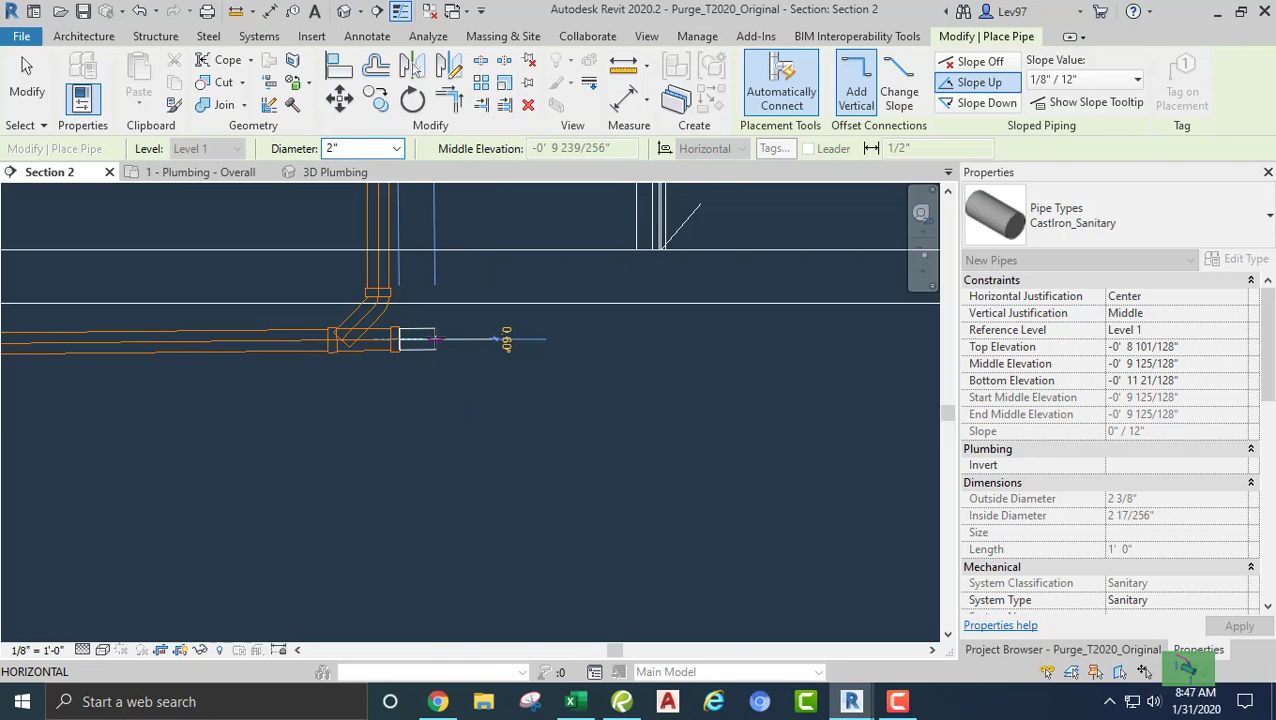 Autodesk Revit 2020.2 - Purge_T2020_Original - Section: Section 2
Lev97
File Architecture Structure Steel Systems Insert Annotate Analyze Massing & Site Collaborate View Manage Add-Ins BIM Interoperability Tools Modify | Place Pipe
Modify
Select
Properties
Paste
Clipboard
Cope
Cut
Join
Geometry
Modify
View
Measure
Create
Automatically Connect
Placement Tools
Add Vertical
Change Slope
Offset Connections
Slope Off
Slope Up
Slope Down
Slope Value:
1/8" / 12"
Show Slope Tooltip
Sloped Piping
Tag on Placement
Tag
Modify | Place Pipe Level: Level 1 Diameter: 2" Middle Elevation: -0' 9 239/256" Horizontal Tags... Leader 1/2"
Section 2 1 - Plumbing - Overall 3D Plumbing
Properties
Pipe Types
CastIron_Sanitary
New Pipes Edit Type
Constraints
Horizontal Justification Center
Vertical Justification Middle
Reference Level Level 1
Top Elevation -0' 8 101/128"
Middle Elevation -0' 9 125/128"
Bottom Elevation -0' 11 21/128"
Start Middle Elevation -0' 9 125/128"
End Middle Elevation -0' 9 125/128"
Slope 0" / 12"
Plumbing
Invert
Dimensions
Outside Diameter 2 3/8"
Inside Diameter 2 17/256"
Size
Length 1' 0"
Mechanical
System Classification Sanitary
System Type Sanitary
Properties help Apply
Project Browser - Purge_T2020_Original Properties
0.60°
1/8" = 1'-0"
HORIZONTAL
:0
Main Model
Start a web search
8:47 AM
1/31/2020